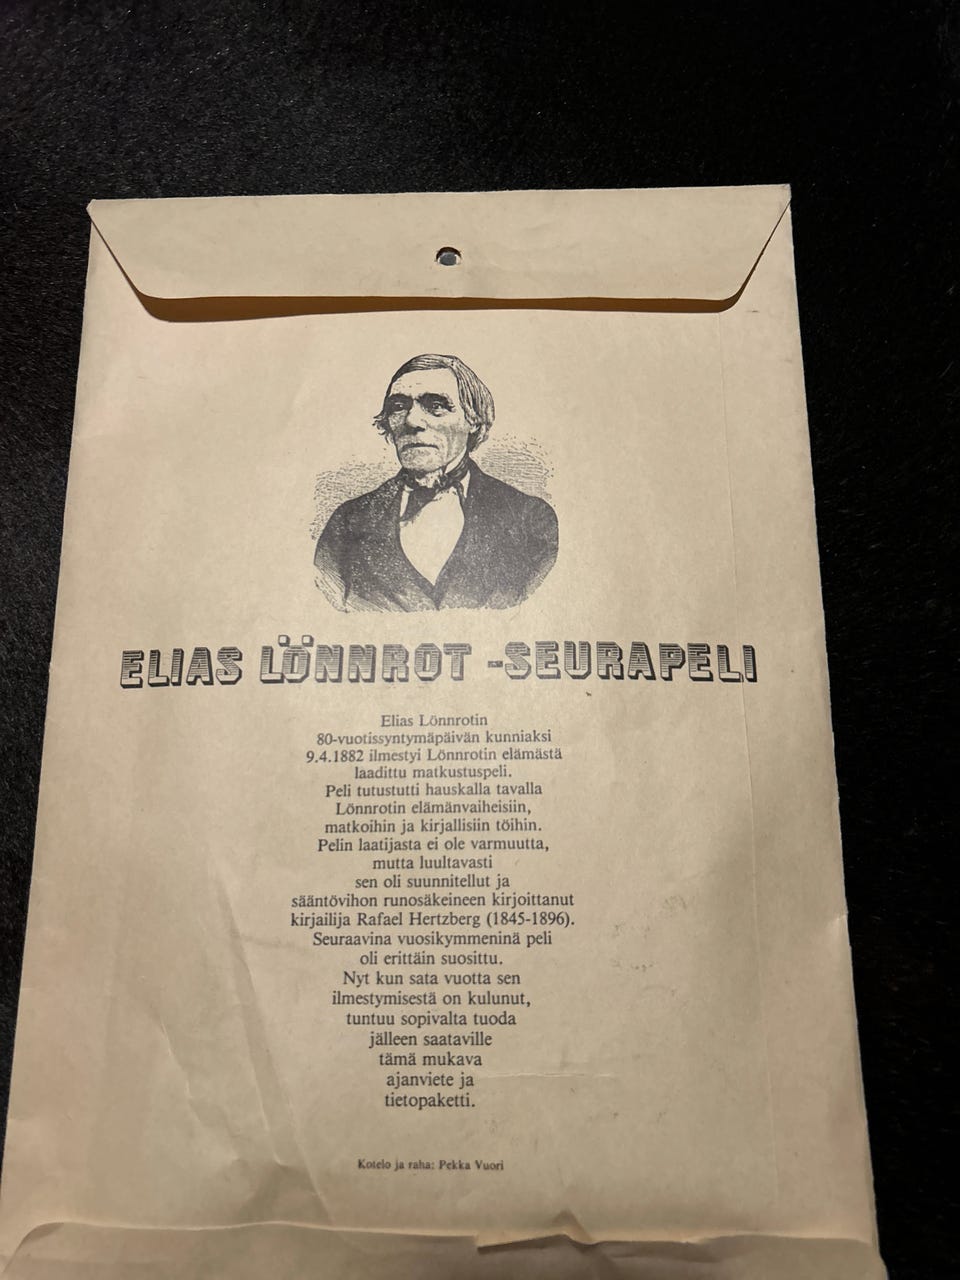 ELIAS LÖNNROT -SEURAPELI
Elias Lönnrotin
80-vuotissyntymäpäivän kunniaksi
9.4.1882 ilmestyi Lönnrotin elämästä
laadittu matkustuspeli.
Peli tutustutti hauskalla tavalla
Lönnrotin elämänvaiheisiin,
matkoihin ja kirjallisiin töihin.
Pelin laatijasta ei ole varmuutta,
mutta luultavasti
sen oli suunnitellut ja
sääntövihon runosäkeineen kirjoittanut
kirjailija Rafael Hertzberg (1845-1896).
Seuraavina vuosikymmeninä peli
oli erittäin suosittu.
Nyt kun sata vuotta sen
ilmestymisestä on kulunut,
tuntuu sopivalta tuoda
jälleen saataville
tämä mukava
ajanviete ja
tietopaketti.
Kotelo ja raha: Pekka Vuori